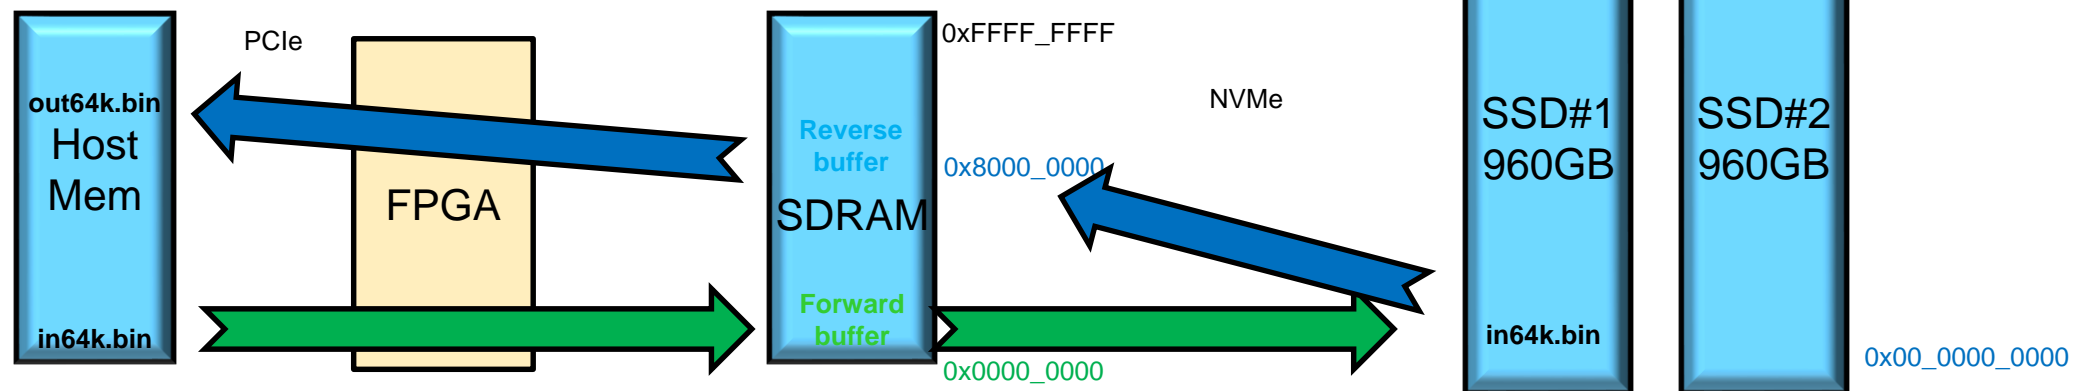 PCIe
out64k.bin
Host
Mem
in64k.bin
FPGA
Reverse
buffer
SDRAM
Forward
buffer
0xFFFF_FFFF
0x8000_0000
0x0000_0000
NVMe
SSD#1
960GB
in64k.bin
SSD#2
960GB
0x00_0000_0000